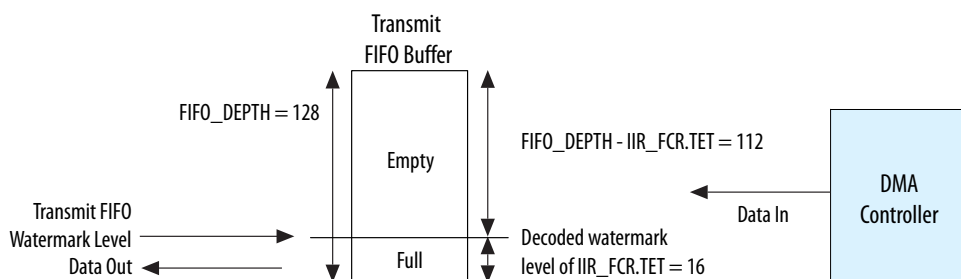 Transmit
FIFO Buffer
FIFO_DEPTH = 128
Empty
FIFO_DEPTH - IIR_FCR.TET = 112
DMA
Controller
Data In
Transmit FIFO
Watermark Level
Data Out
Full
Decoded watermark
level of IIR_FCR.TET = 16